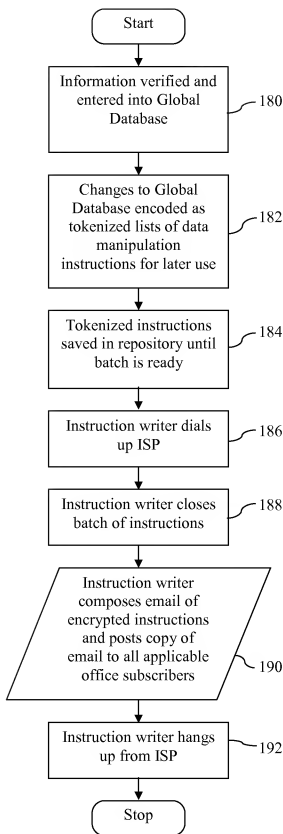 Start
Information verified and
entered into Global
Database
180
Changes to Global
Database encoded as
tokenized lists of data
manipulation
instructions for later use
182
Tokenized instructions
saved in repository until
batch is ready
184
Instruction writer dials
up ISP
186
Instruction writer closes
batch of instructions
188
Instruction writer
composes email of
encrypted instructions
and posts copy of
email to all applicable
office subscribers
190
Instruction writer hangs
up from ISP
192
Stop